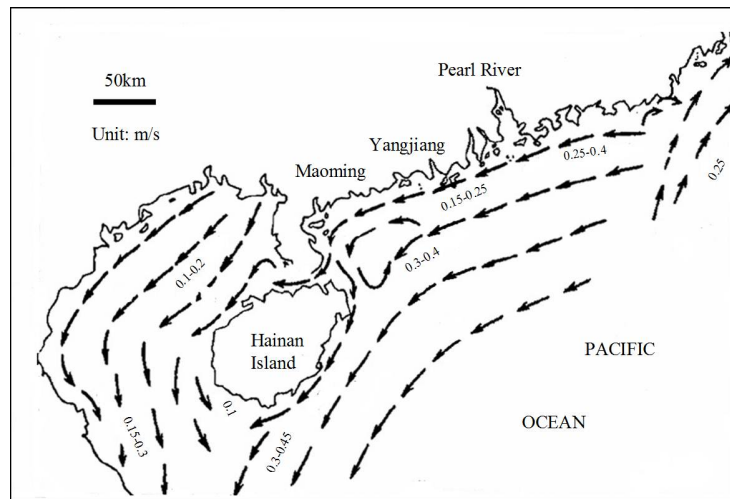 Pearl River
50km
Unit: m/s
Yangjiang
Maoming
0.25-0.4
0.25
0.15-0.25
0.3-0.4
0.1-0.2
Hainan
Island
PACIFIC
0.1
OCEAN
0.15-0.3
0.3-0.45